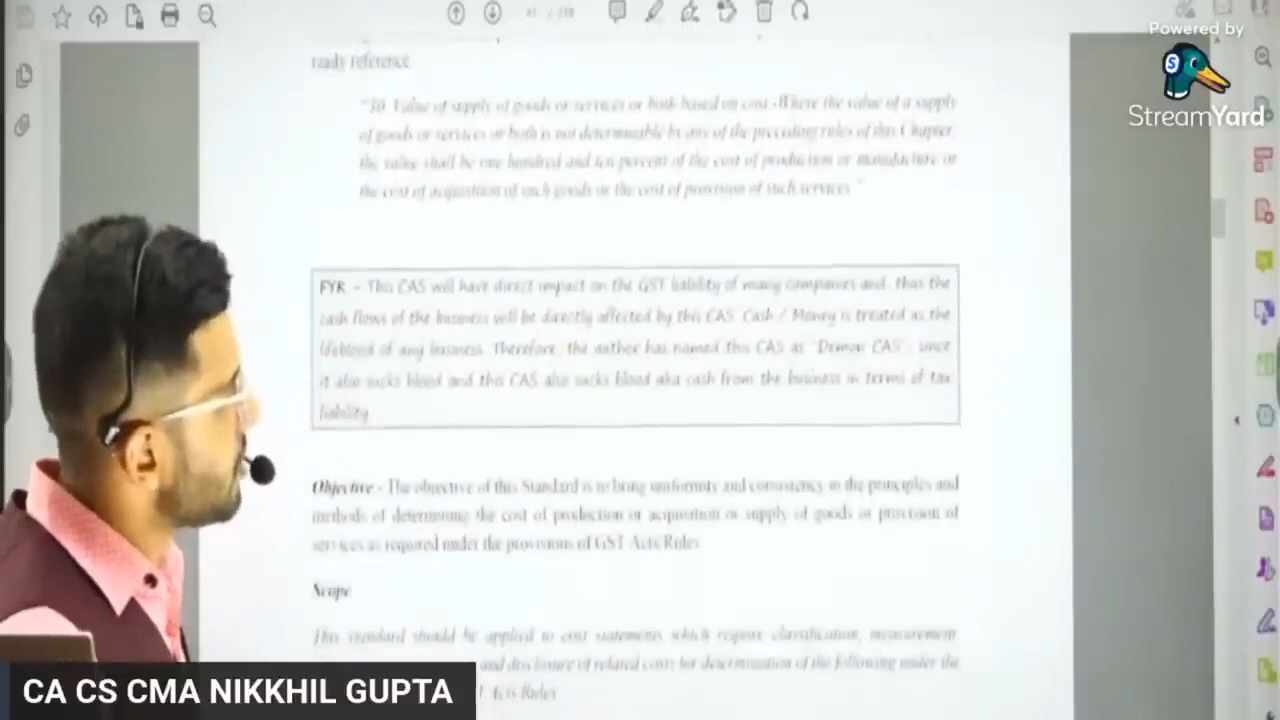 Powered by
StreamYard
ready reference.
"30. Value of supply of goods or services or both based on cost -Where the value of a supply
of goods or services or both is not determinable by any of the preceding rules of this Chapter,
the value shall be one hundred and ten percent of the cost of production or manufacture or
the cost of acquisition of such goods or the cost of provision of such services."
FYR – This CAS will have direct impact on the GST liability of many companies and, thus the
cash flows of the business will be directly affected by this CAS. Cash / Money is treated as the
lifeblood of any business. Therefore, the author has named this CAS as "Demon CAS", since
it also sucks blood and this CAS also sucks blood aka cash from the business in terms of tax
liability.
Objective - The objective of this Standard is to bring uniformity and consistency in the principles and
methods of determining the cost of production or acquisition or supply of goods or provision of
services as required under the provisions of GST Acts/Rules.
Scope
This standard should be applied to cost statements which require classification, measurement
and disclosure of related costs for determination of the following under the
Acts/Rules
CA CS CMA NIKKHIL GUPTA